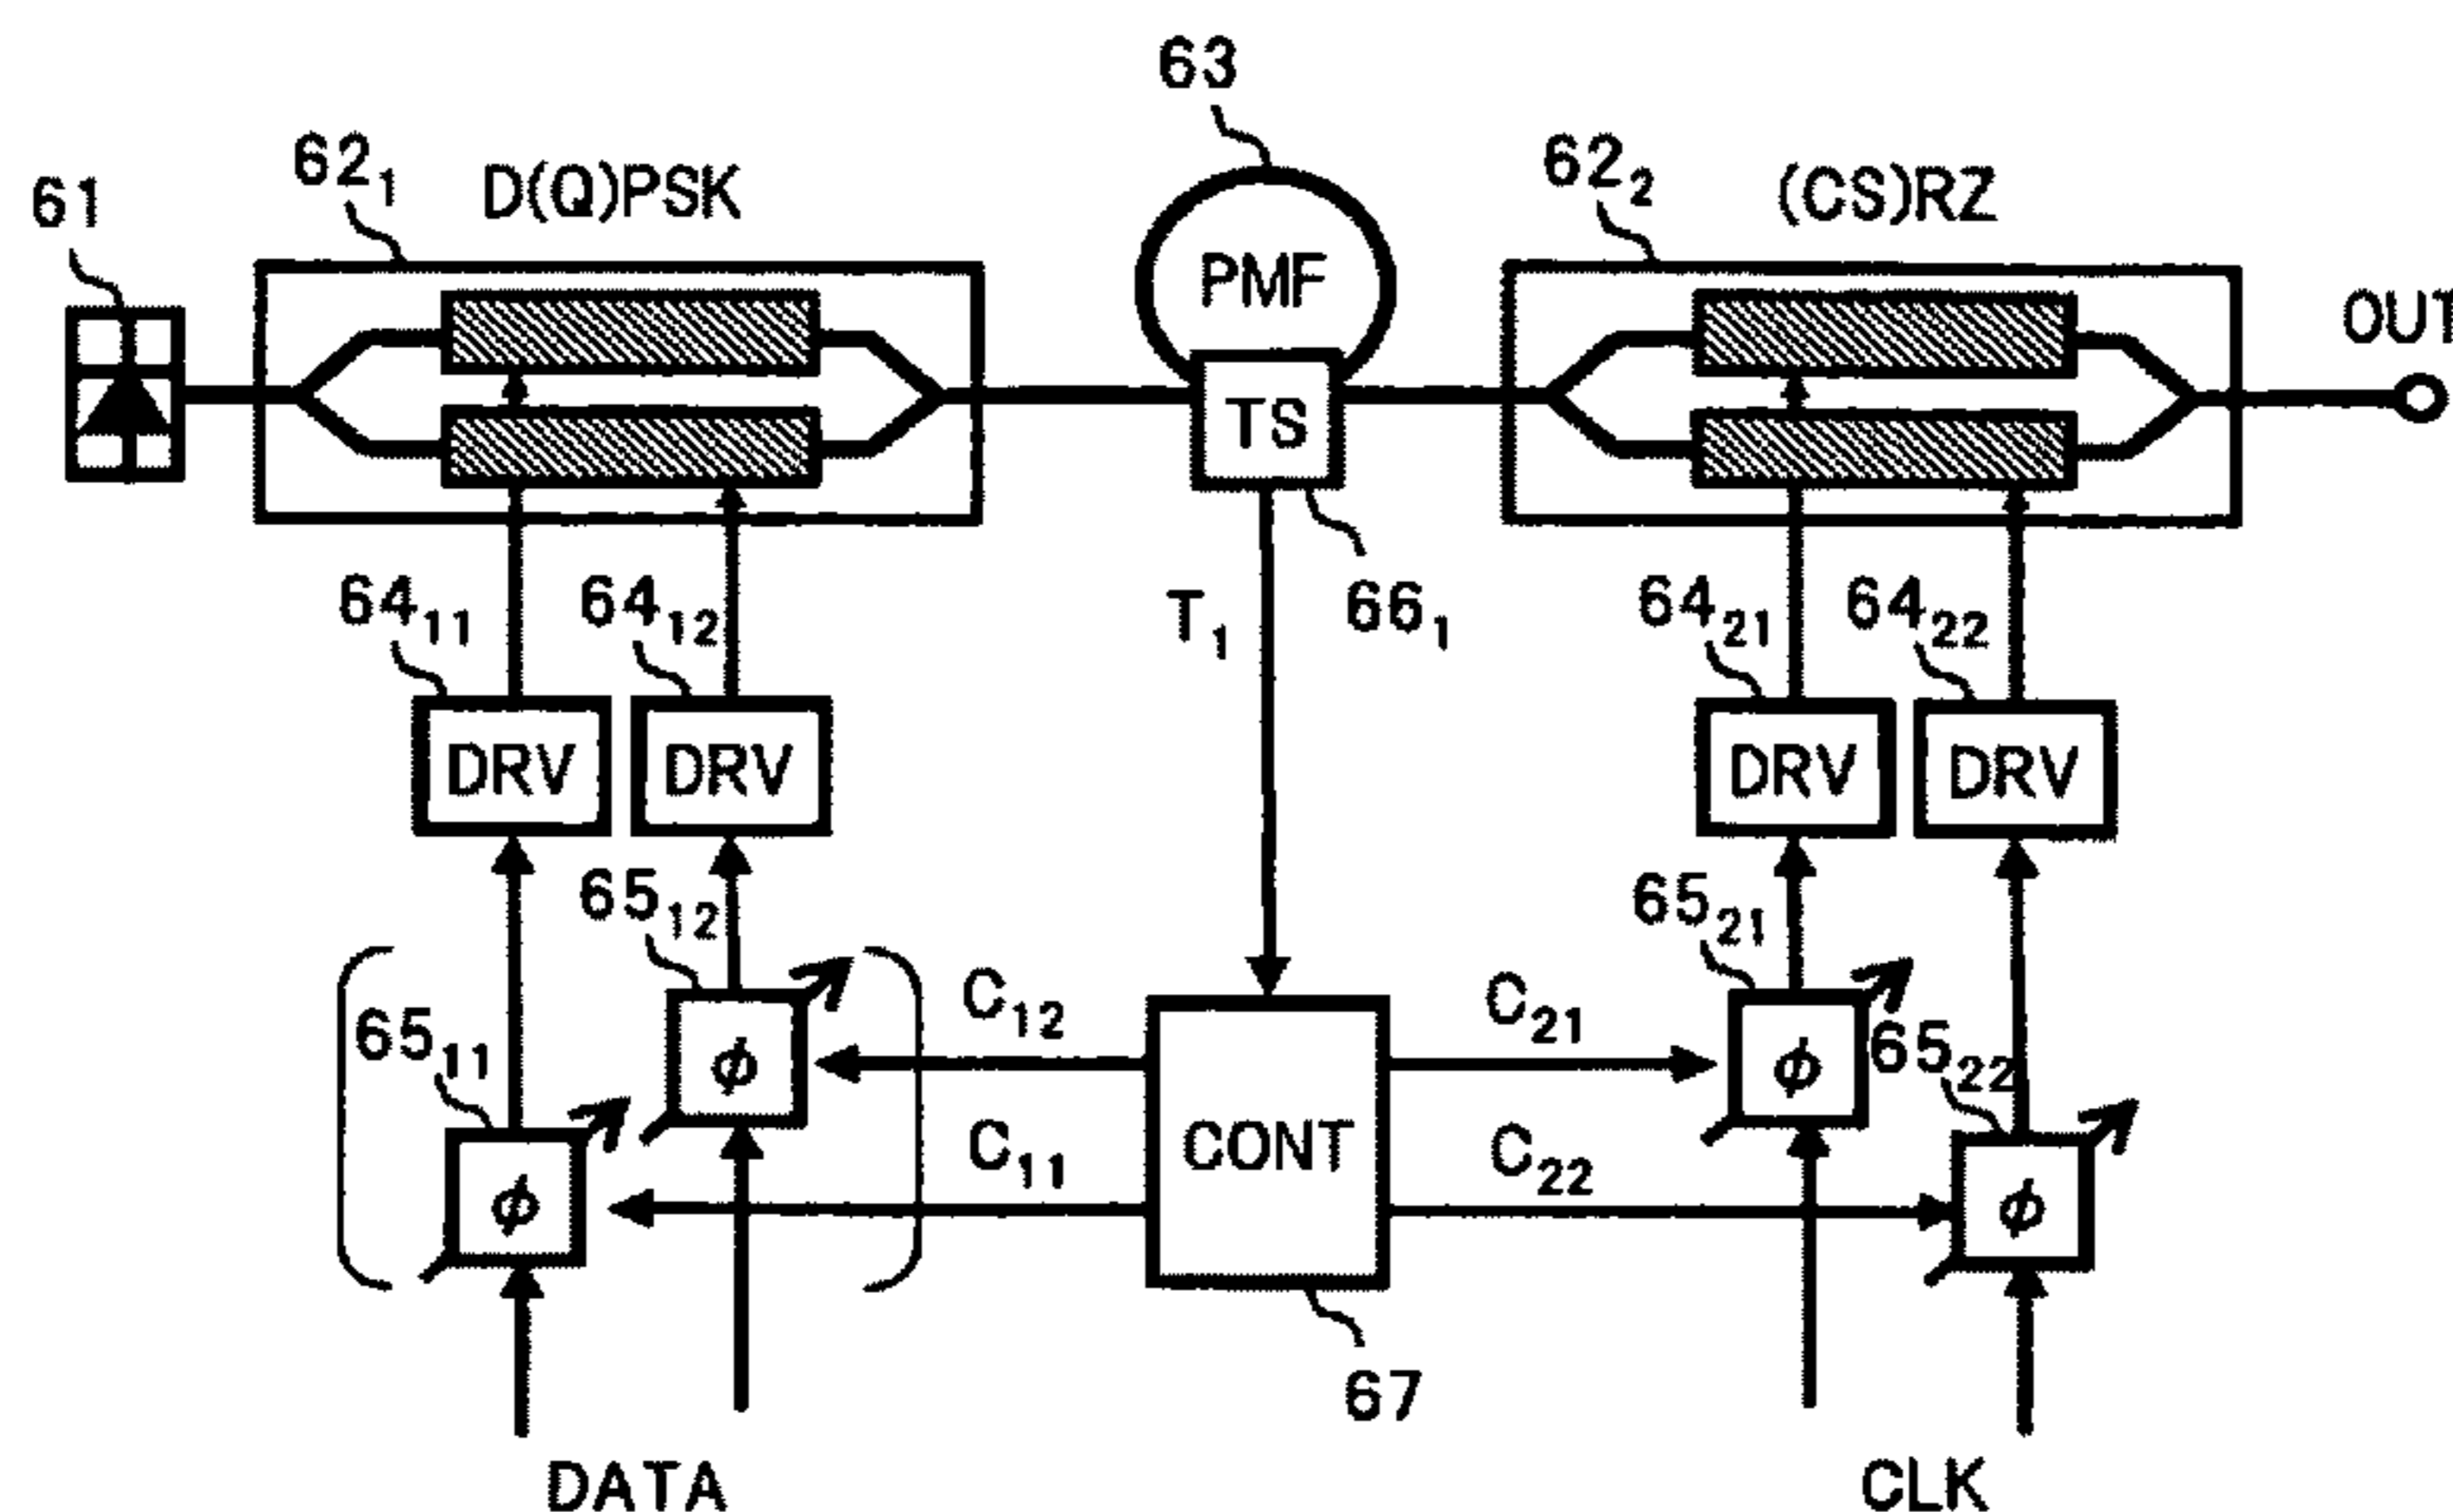 63
61
62₁
D(Q)PSK
62₂
(CS)RZ
PMF
OUT
TS
64₁₁
64₁₂
T₁
66₁
64₂₁
64₂₂
DRV
DRV
DRV
DRV
65₁₂
65₂₁
65₁₁
C₁₂
C₂₁
65₂₂
φ
φ
C₁₁
CONT
C₂₂
φ
φ
67
DATA
CLK